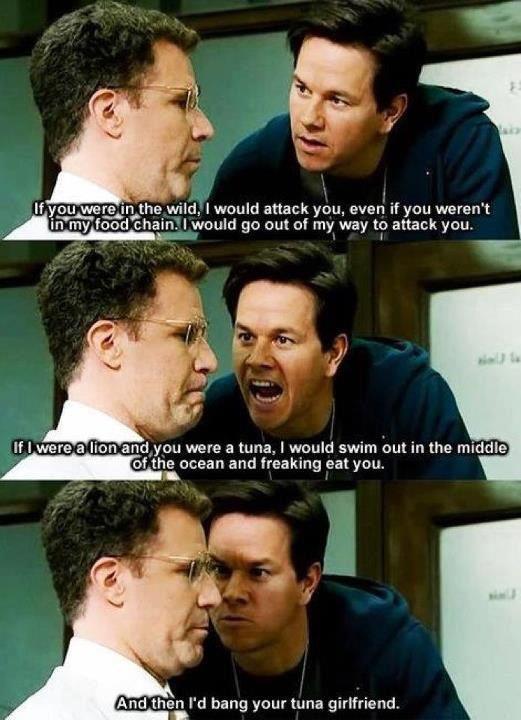 If you were in the wild, I would attack you, even if you weren't
in my food chain. I would go out of my way to attack you.
If I were a lion and you were a tuna, I would swim out in the middle
of the ocean and freaking eat you.
And then I'd bang your tuna girlfriend.